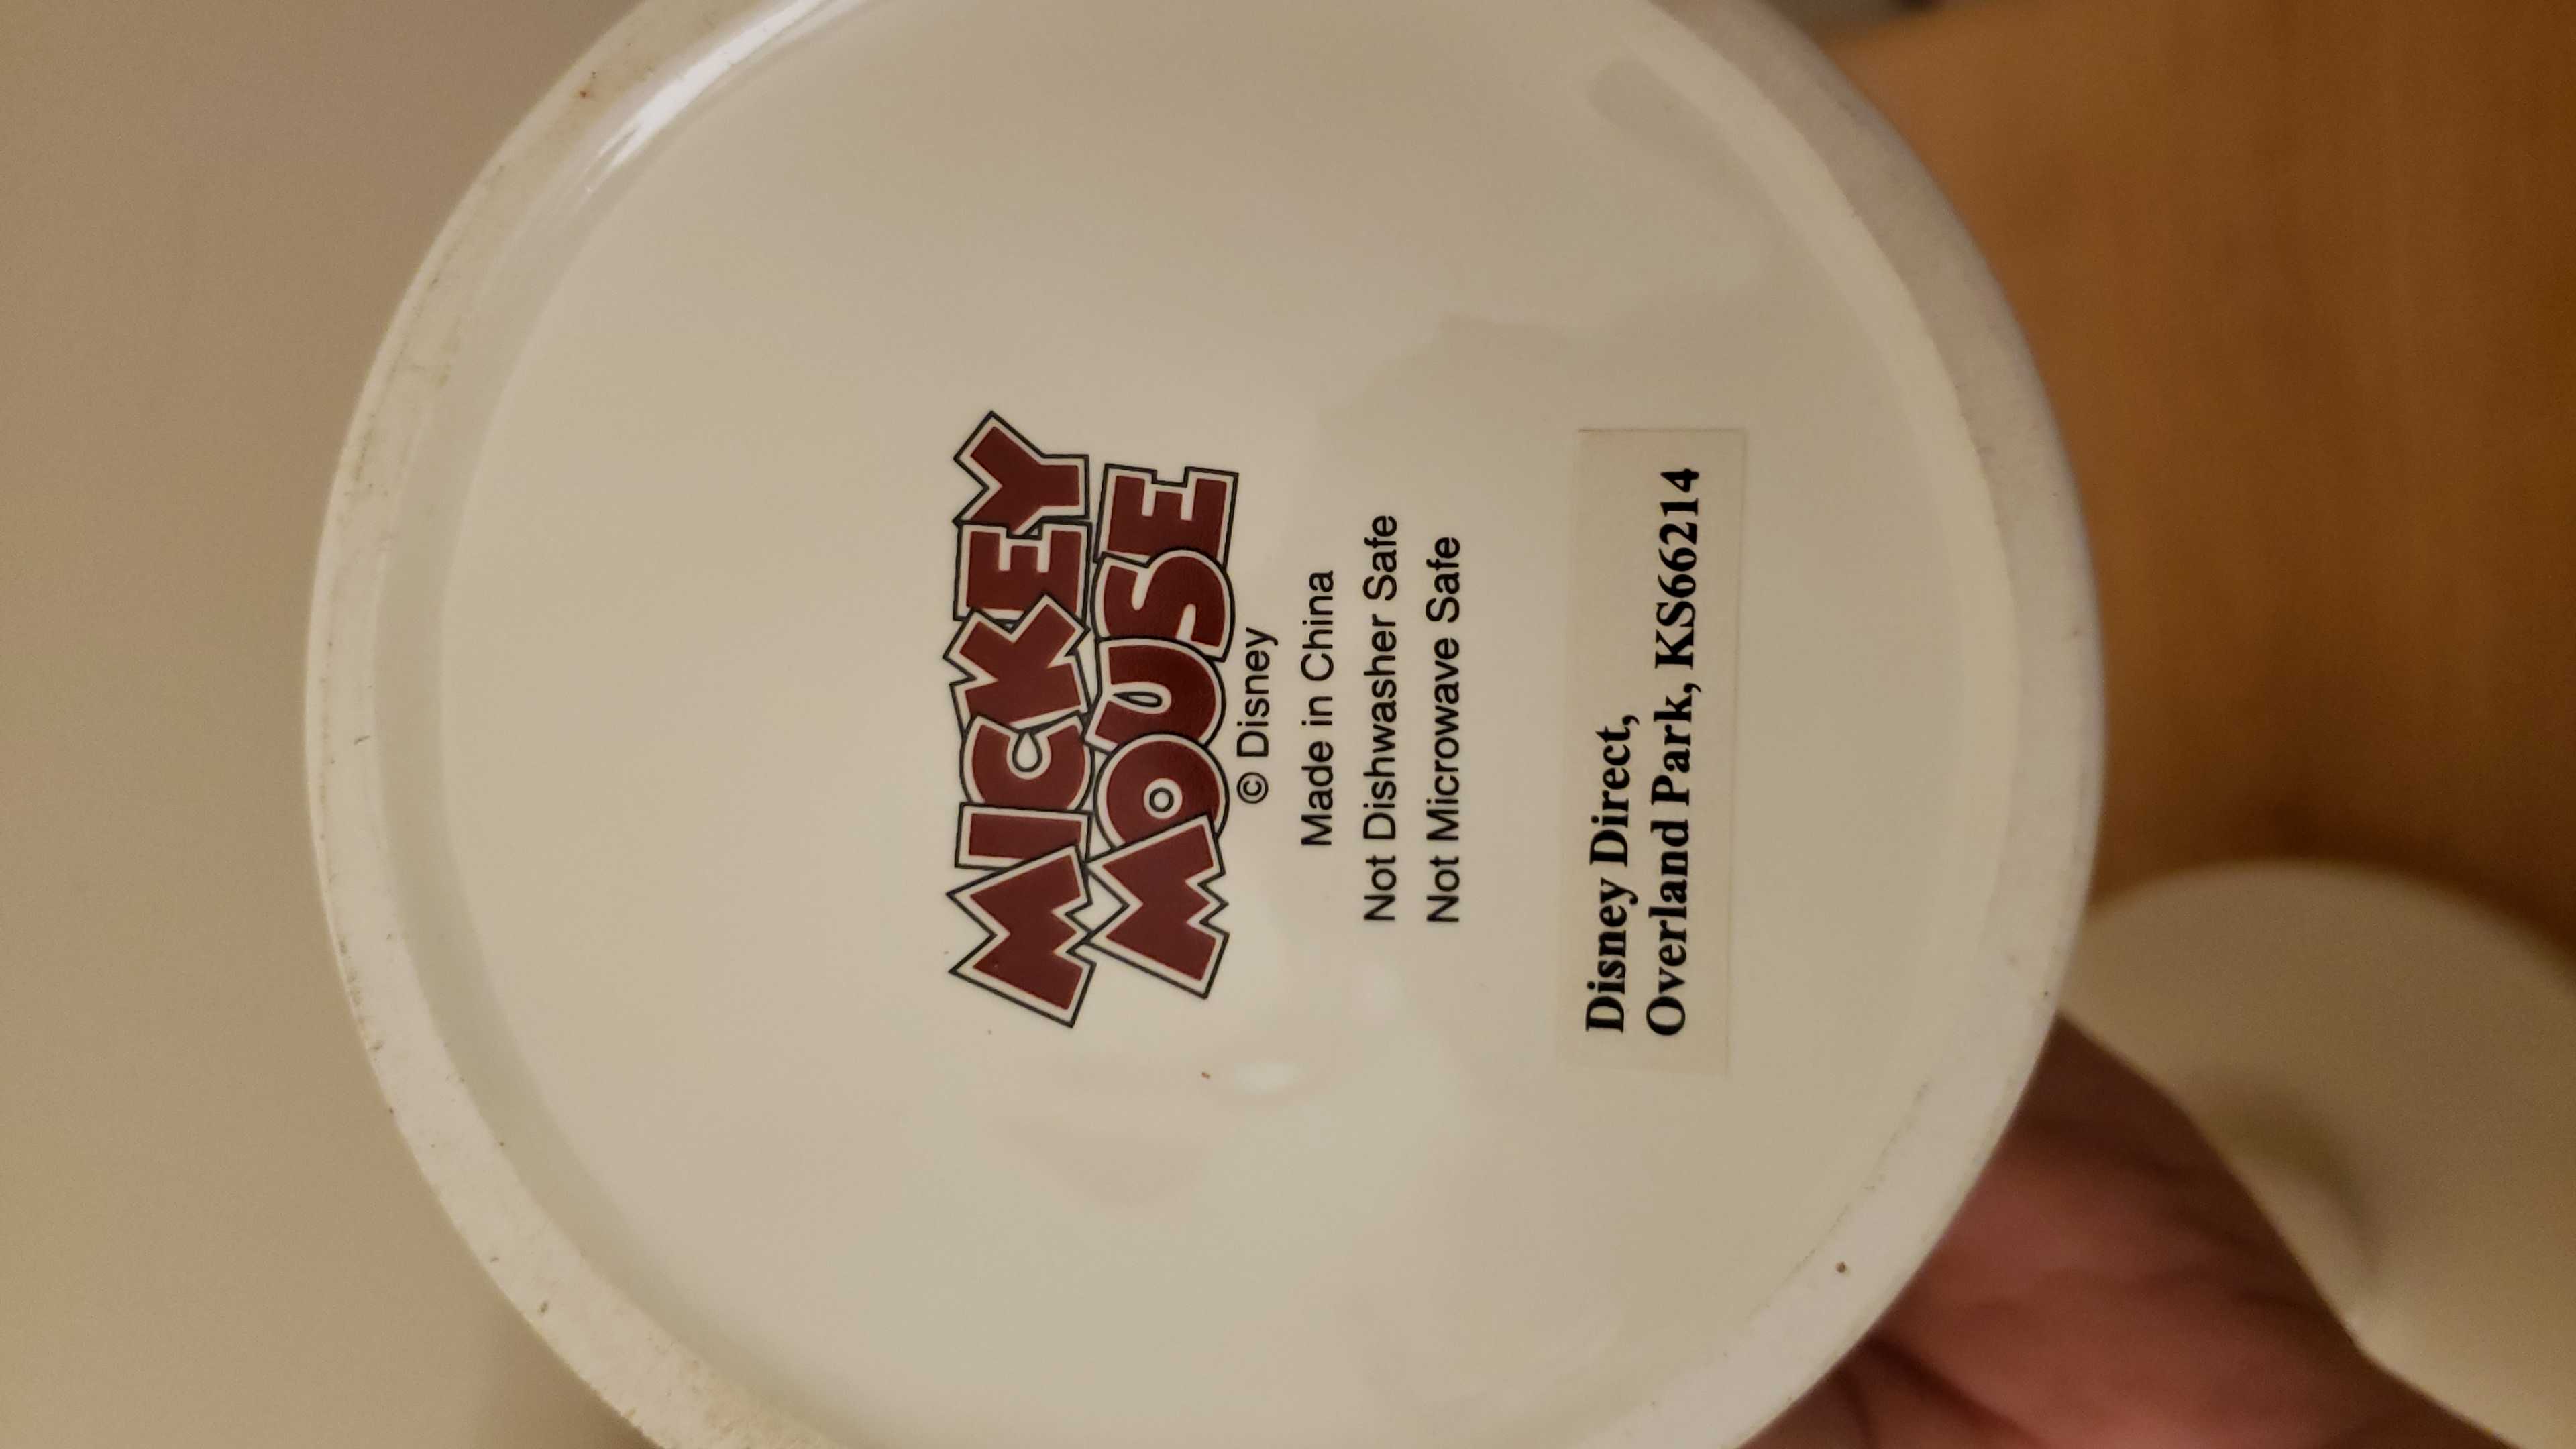 MICKEY
MOUSE
© Disney
Made in China
Not Dishwasher Safe
Not Microwave Safe
Disney Direct,
Overland Park, KS66214